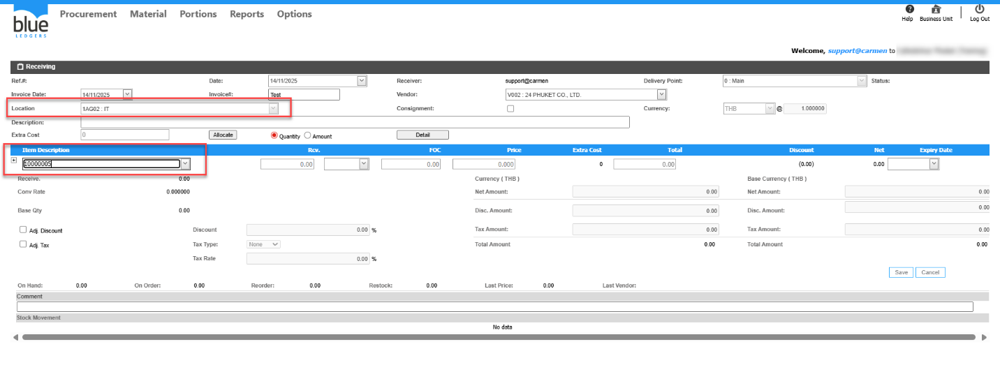 blue
LEDGERS
Procurement Material Portions Reports Options
Help Business Unit Log Out
Welcome, support@carmen to
Receiving
Ref.#: Date: 14/11/2025 Receiver: support@carmen Delivery Point: 0 : Main Status:
Invoice Date: 14/11/2025 Invoice#: Test Vendor: V002 : 24 PHUKET CO., LTD.
Location 1AG02 : IT Consignment: Currency: THB @ 1.000000
Description:
Extra Cost 0 Allocate Quantity Amount Detail
Item Description Rcv. FOC Price Extra Cost Total Discount Net Expiry Date
10000005 0.00 0.00 0.000 0 0.00 (0.00) 0.00
Receive. 0.00 Currency ( THB ) Base Currency ( THB )
Conv Rate 0.000000 Net Amount: 0.00 Net Amount: 0.00
Base Qty 0.00 Disc. Amount: 0.00 Disc. Amount: 0.00
Adj. Discount Discount 0.00 % Tax Amount: 0.00 Tax Amount: 0.00
Adj. Tax Tax Type: None Total Amount 0.00 Total Amount 0.00
Tax Rate 0.00 %
Save Cancel
On Hand: 0.00 On Order: 0.00 Reorder: 0.00 Restock: 0.00 Last Price: 0.00 Last Vendor:
Comment
Stock Movement
No data